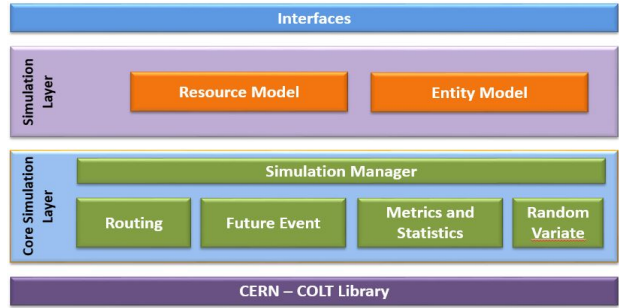 Interfaces
Simulation
Layer
Resource Model
Entity Model
Core Simulation
Layer
Simulation Manager
Routing
Future Event
Metrics and
Statistics
Random
Variate
CERN – COLT Library